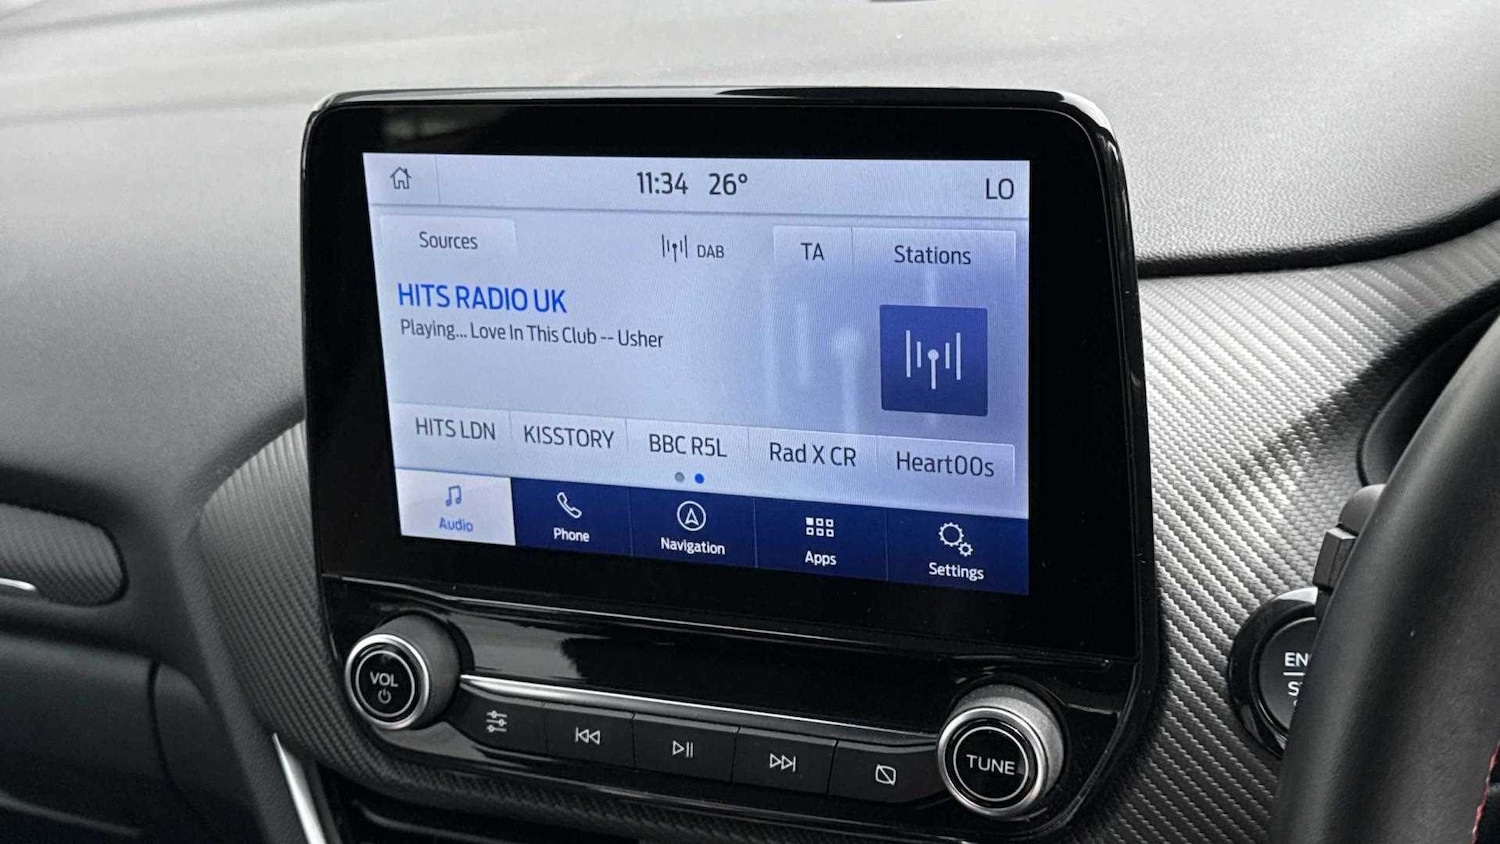 11:34 26° LO
Sources DAB TA Stations
HITS RADIO UK
Playing... Love In This Club -- Usher
HITS LDN KISSTORY BBC R5L Rad X CR Heart00s
Audio Phone Navigation Apps Settings
VOL
TUNE